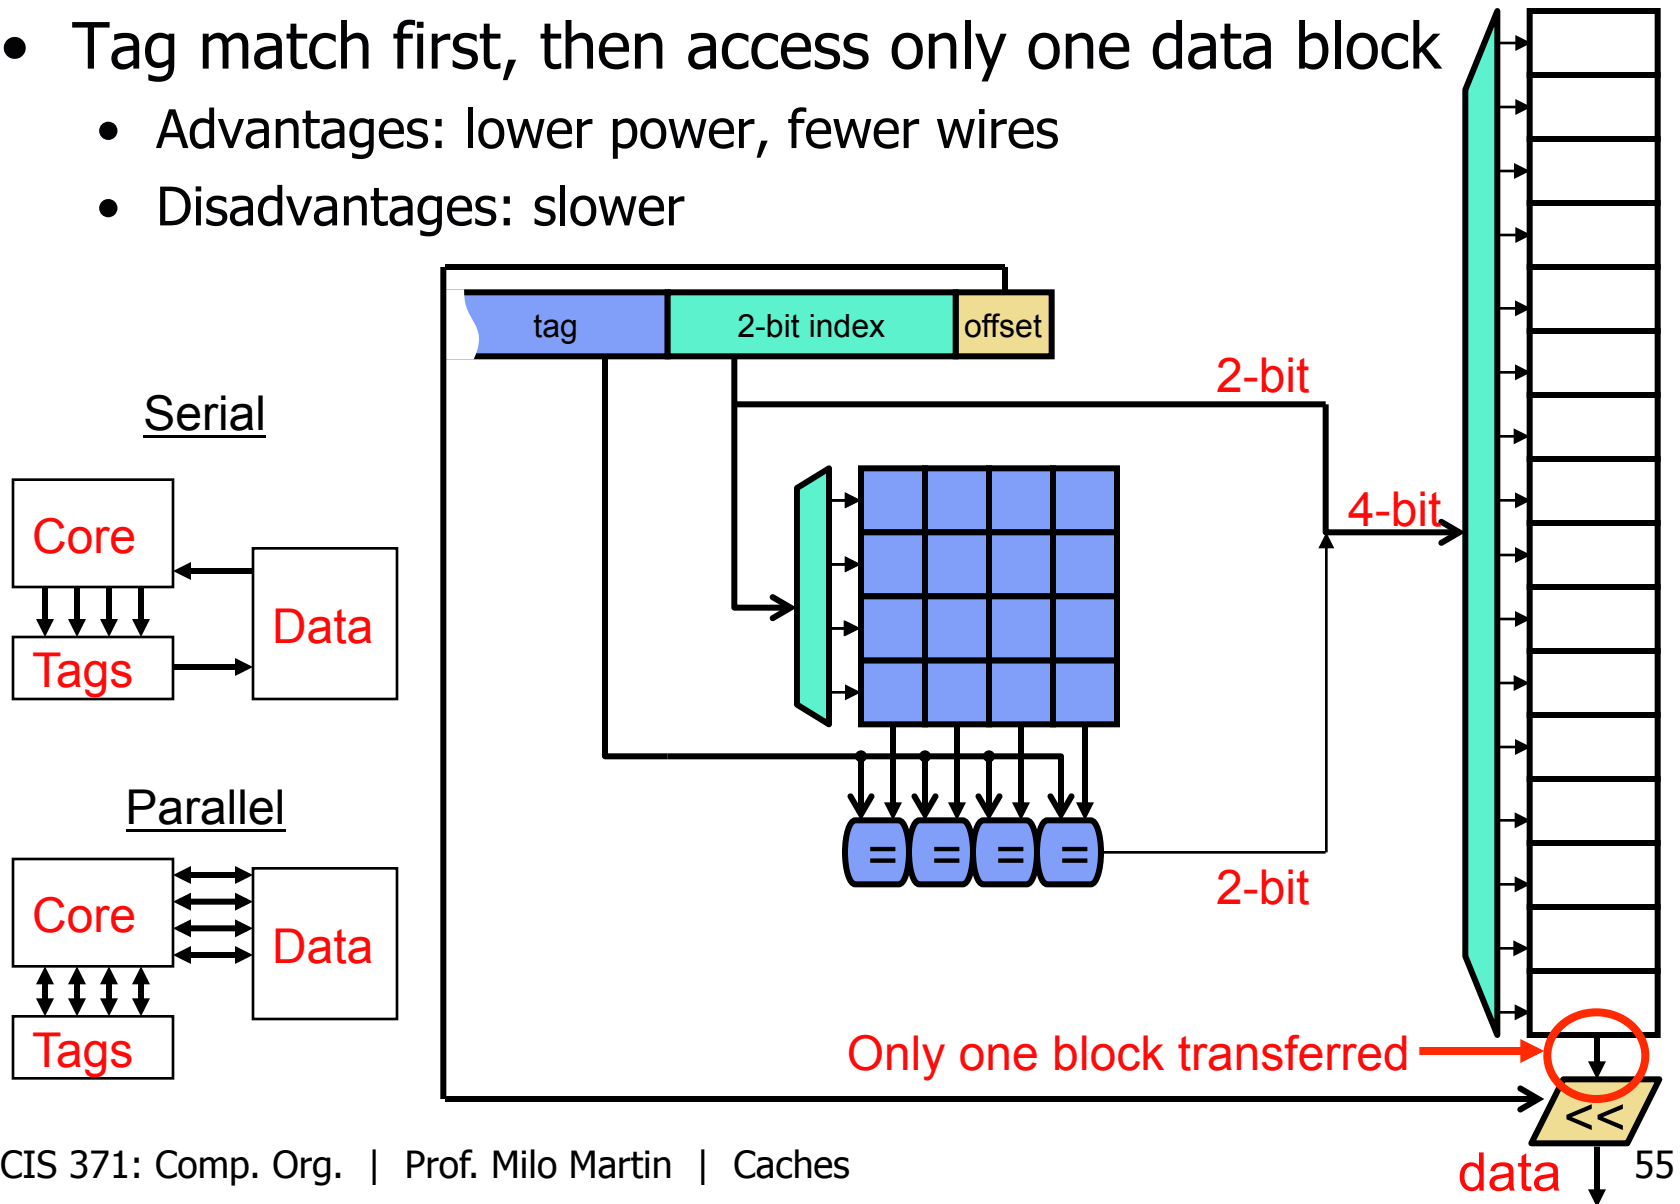 • Tag match first, then access only one data block
• Advantages: lower power, fewer wires
• Disadvantages: slower
tag
2-bit index
offset
2-bit
Serial
4-bit
Core
Data
Tags
Parallel
= = = =
2-bit
Core
Data
Tags
Only one block transferred
<<
CIS 371: Comp. Org. | Prof. Milo Martin | Caches
data
55